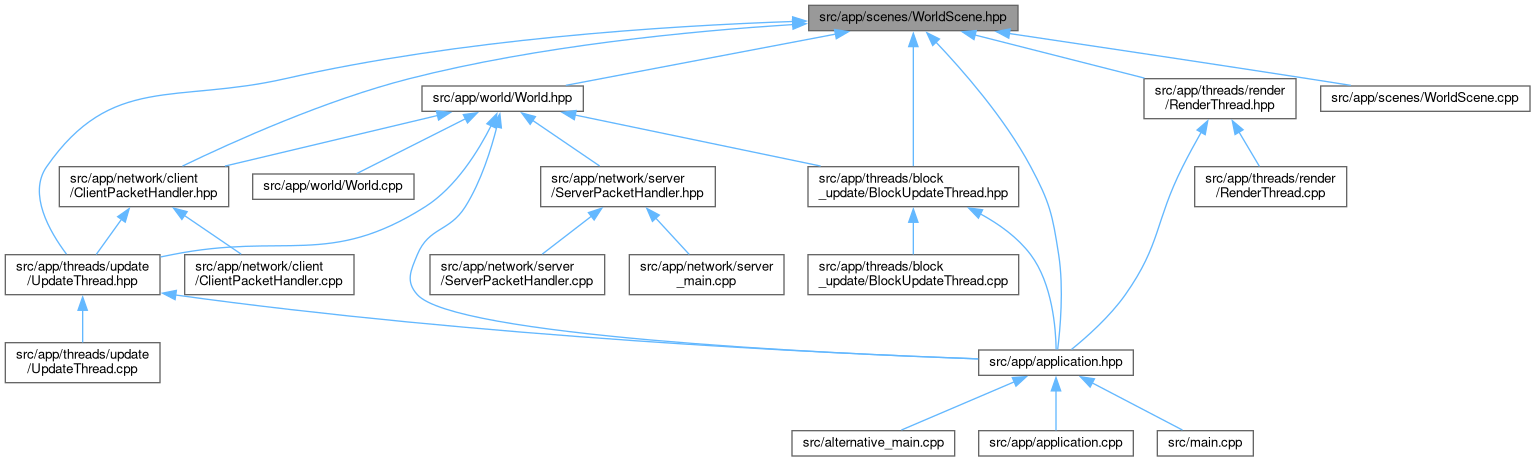 src/app/scenes/WorldScene.hpp
src/app/world/World.hpp
src/app/threads/render
/RenderThread.hpp
src/app/scenes/WorldScene.cpp
src/app/network/client
/ClientPacketHandler.hpp
src/app/world/World.cpp
src/app/network/server
/ServerPacketHandler.hpp
src/app/threads/block
_update/BlockUpdateThread.hpp
src/app/threads/render
/RenderThread.cpp
src/app/threads/update
/UpdateThread.hpp
src/app/network/client
/ClientPacketHandler.cpp
src/app/network/server
/ServerPacketHandler.cpp
src/app/network/server
_main.cpp
src/app/threads/block
_update/BlockUpdateThread.cpp
src/app/threads/update
/UpdateThread.cpp
src/app/application.hpp
src/alternative_main.cpp
src/app/application.cpp
src/main.cpp